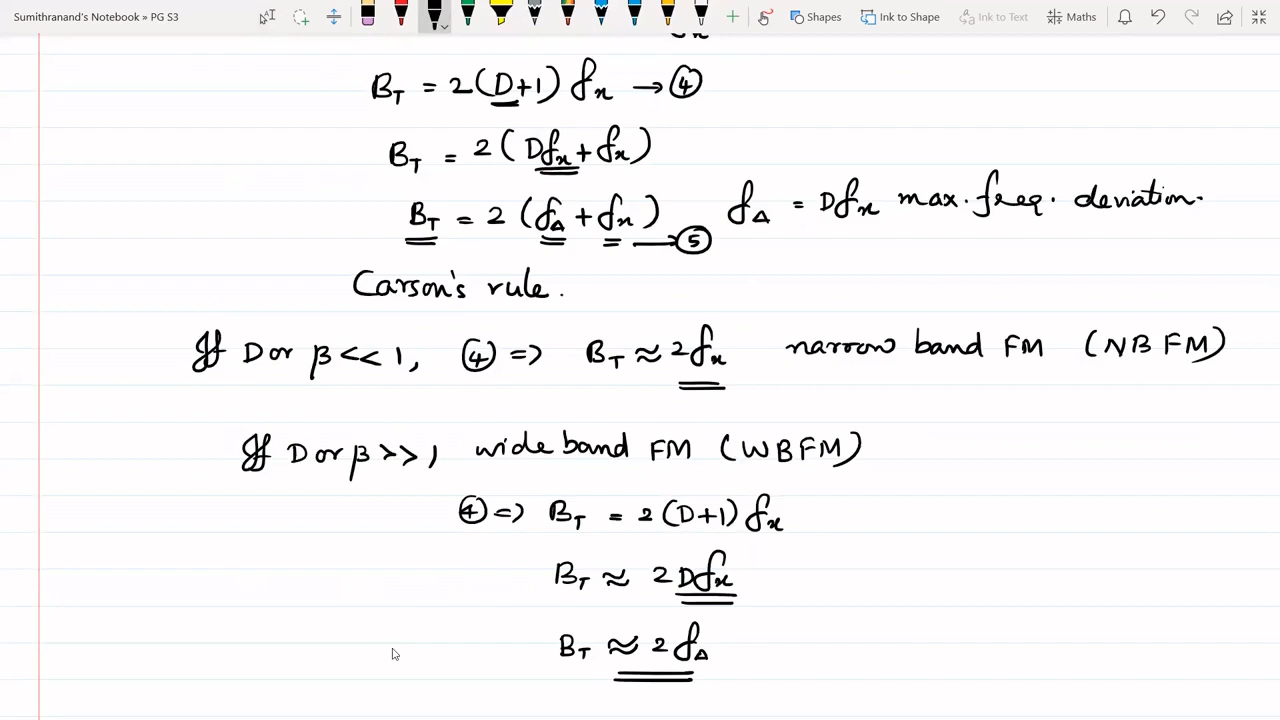 Sumithranand's Notebook » PG S3
Shapes Ink to Shape Ink to Text Maths
B_T = 2(D+1) f_x → ④
B_T = 2(Df_x + f_x)
B_T = 2(f_Δ + f_x) → ⑤ f_Δ = Df_x max. freq. deviation.
Carson's rule.
If D or β << 1, ④ => B_T ≈ 2f_x narrow band FM (NBFM)
If D or β >> 1 wide band FM (WBFM)
④ => B_T = 2(D+1) f_x
B_T ≈ 2Df_x
B_T ≈ 2f_Δ